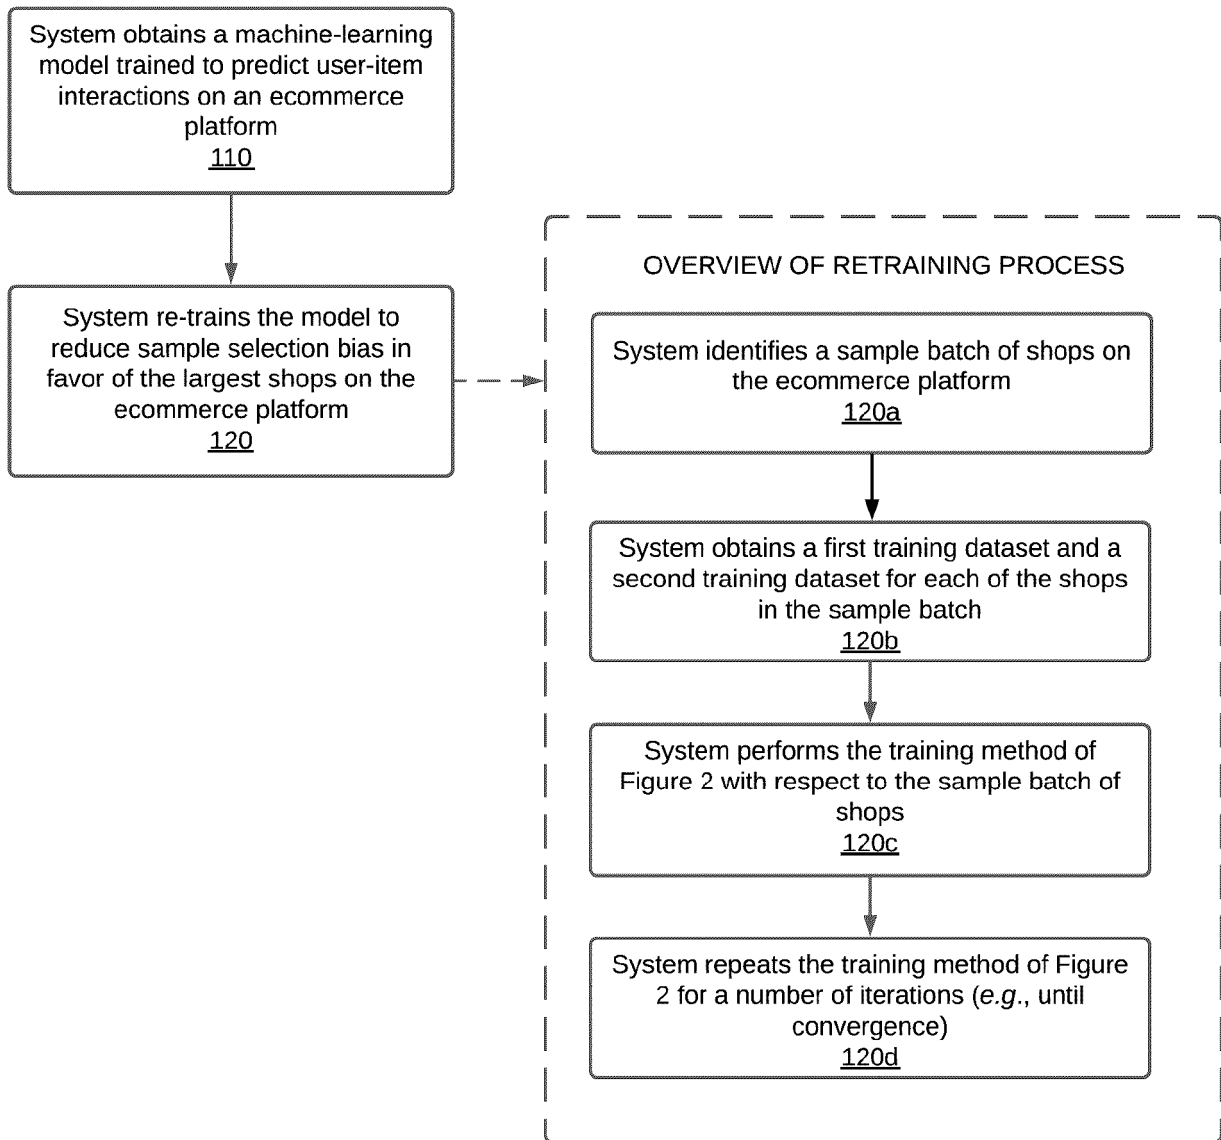 System obtains a machine-learning
model trained to predict user-item
interactions on an ecommerce
platform
110
System re-trains the model to
reduce sample selection bias in
favor of the largest shops on the
ecommerce platform
120
OVERVIEW OF RETRAINING PROCESS
System identifies a sample batch of shops on
the ecommerce platform
120a
System obtains a first training dataset and a
second training dataset for each of the shops
in the sample batch
120b
System performs the training method of
Figure 2 with respect to the sample batch of
shops
120c
System repeats the training method of Figure
2 for a number of iterations (e.g., until
convergence)
120d